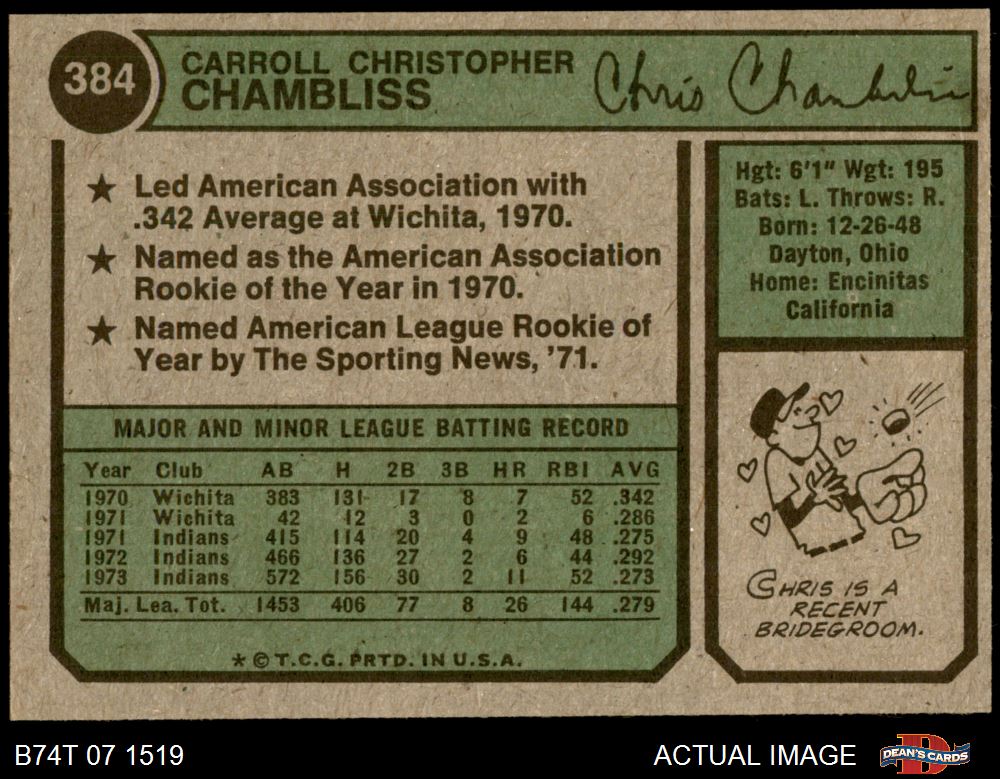 384
CARROLL CHRISTOPHER
CHAMBLISS
Chris Chambliss
★ Led American Association with
.342 Average at Wichita, 1970.
★ Named as the American Association
Rookie of the Year in 1970.
★ Named American League Rookie of
Year by The Sporting News, '71.
Hgt: 6'1" Wgt: 195
Bats: L. Throws: R.
Born: 12-26-48
Dayton, Ohio
Home: Encinitas
California
MAJOR AND MINOR LEAGUE BATTING RECORD
Year Club AB H 2B 3B HR RBI AVG
1970 Wichita 383 131 17 8 7 52 .342
1971 Wichita 42 12 3 0 2 6 .286
1971 Indians 415 114 20 4 9 48 .275
1972 Indians 466 136 27 2 6 44 .292
1973 Indians 572 156 30 2 11 52 .273
Maj. Lea. Tot. 1453 406 77 8 26 144 .279
* © T.C.G. PRTD. IN U.S.A.
CHRIS IS A
RECENT
BRIDEGROOM.
B74T 07 1519
ACTUAL IMAGE
DEAN'S CARDS